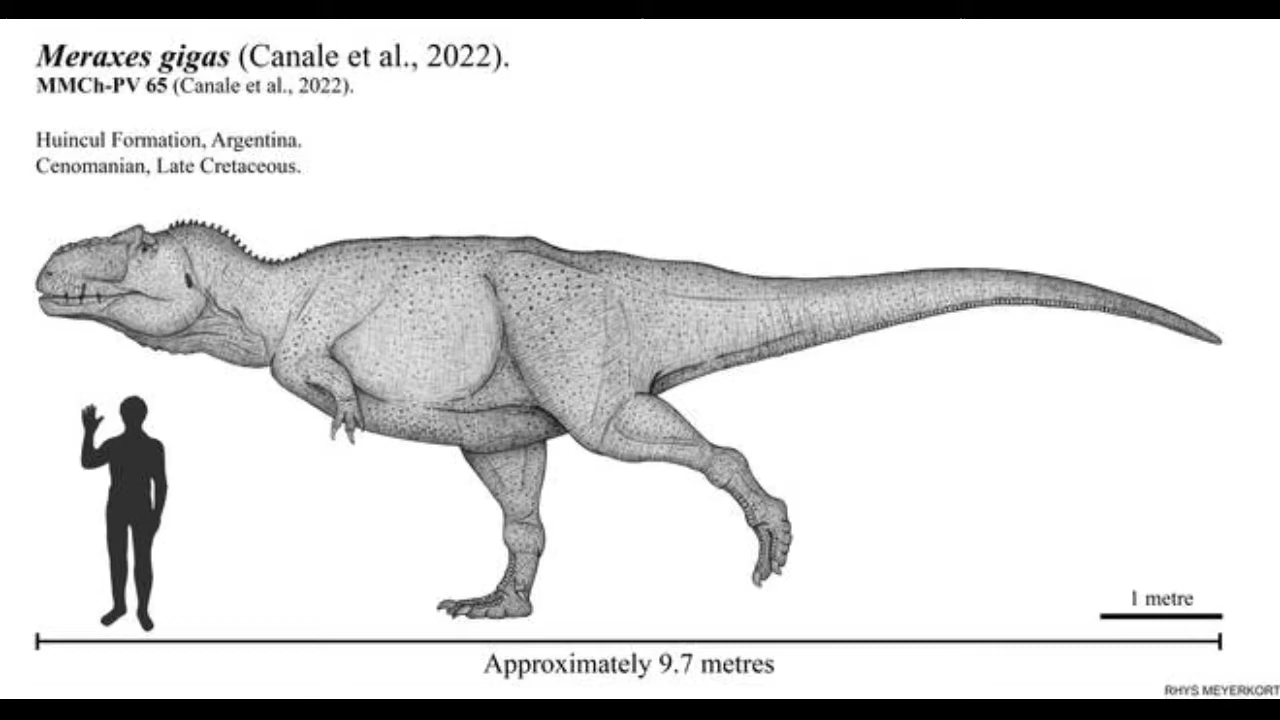 Meraxes gigas (Canale et al., 2022).
MMCh-PV 65 (Canale et al., 2022).
Huincul Formation, Argentina.
Cenomanian, Late Cretaceous.
1 metre
Approximately 9.7 metres
RHYS MEYERKORT